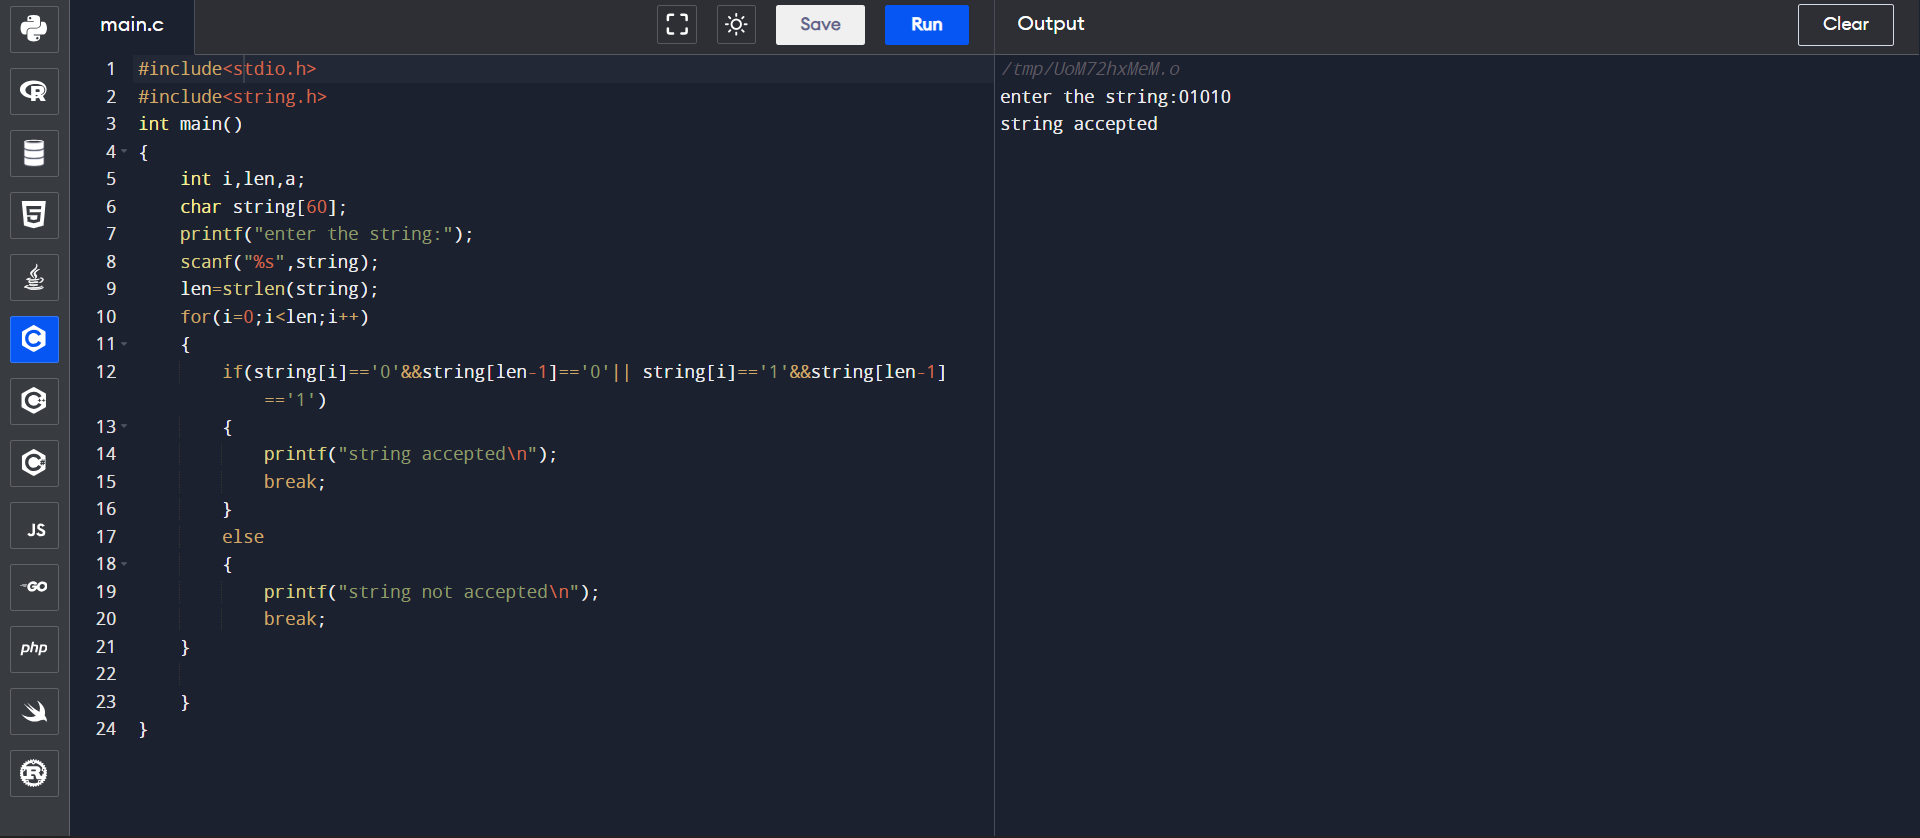 main.c
Save
Run
Output
Clear
1 #include<stdio.h>
2 #include<string.h>
3 int main()
4 {
5     int i,len,a;
6     char string[60];
7     printf("enter the string:");
8     scanf("%s",string);
9     len=strlen(string);
10     for(i=0;i<len;i++)
11     {
12         if(string[i]=='0'&&string[len-1]=='0'|| string[i]=='1'&&string[len-1]
            =='1')
13         {
14             printf("string accepted\n");
15             break;
16         }
17         else
18         {
19             printf("string not accepted\n");
20             break;
21     }
22
23     }
24 }
/tmp/UoM72hxMeM.o
enter the string:01010
string accepted
R
5
C
C
C
JS
GO
php
R